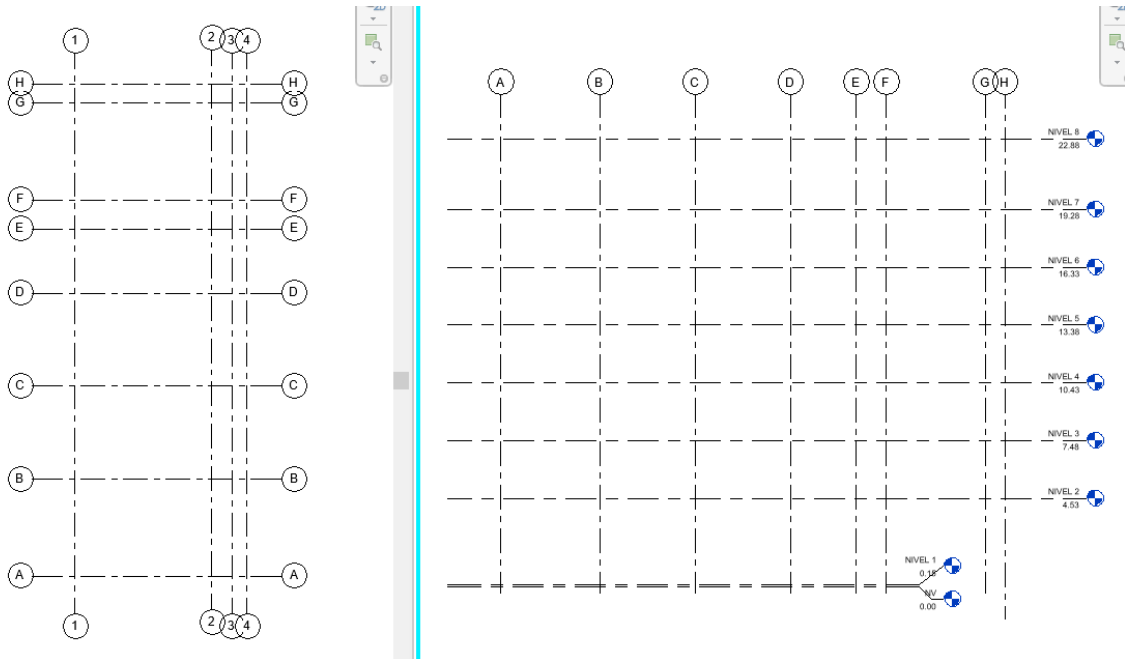 1
2
3
4
H
H
G
G
F
F
E
E
D
D
C
C
B
B
A
A
1
2
3
4
A
B
C
D
E
F
G
H
NIVEL 8
22.88
NIVEL 7
19.28
NIVEL 6
16.33
NIVEL 5
13.38
NIVEL 4
10.43
NIVEL 3
7.48
NIVEL 2
4.53
NIVEL 1
0.15
NV
0.00